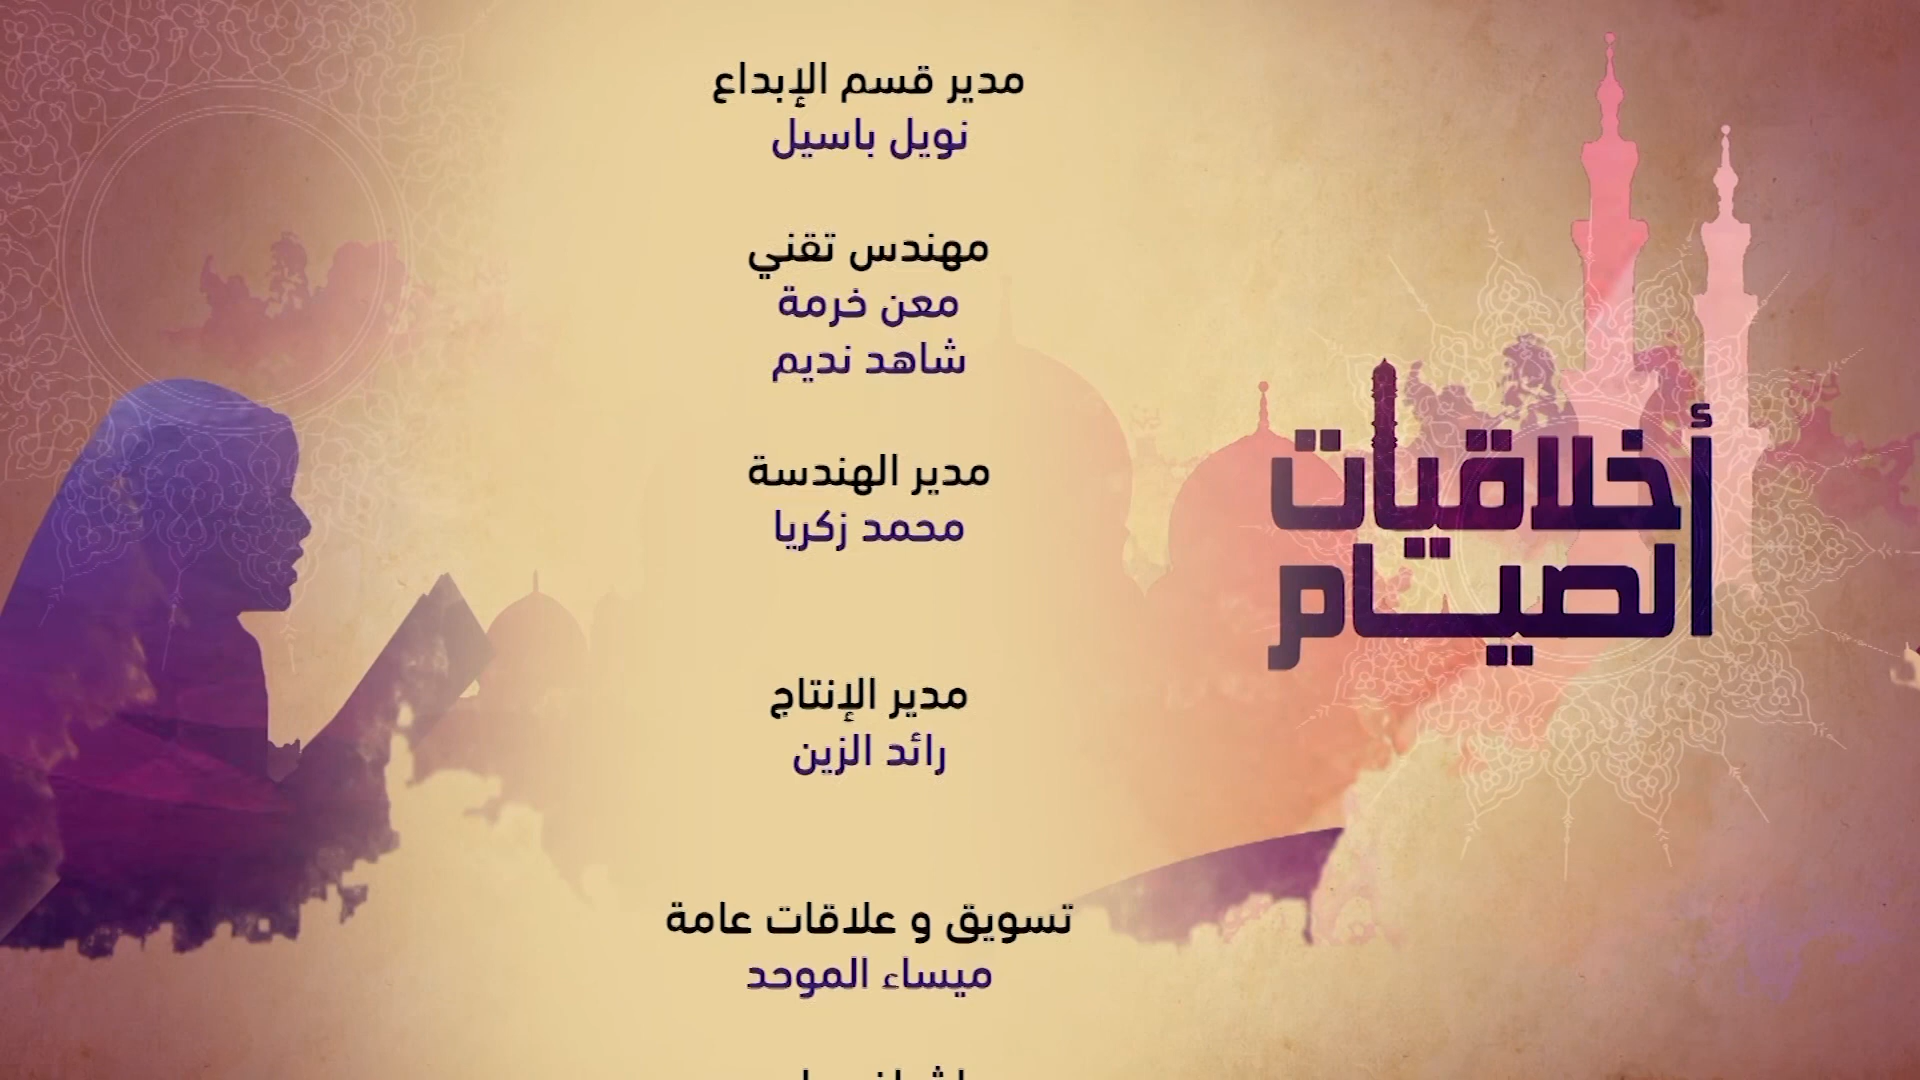 مدير قسم الإبداع
نويل باسيل
مهندس تقني
معن خرمة
شاهد نديم
مدير الهندسة
محمد زكريا
مدير الإنتاج
رائد الزين
تسويق و علاقات عامة
ميساء الموحد
أخلاقيات
الصيام